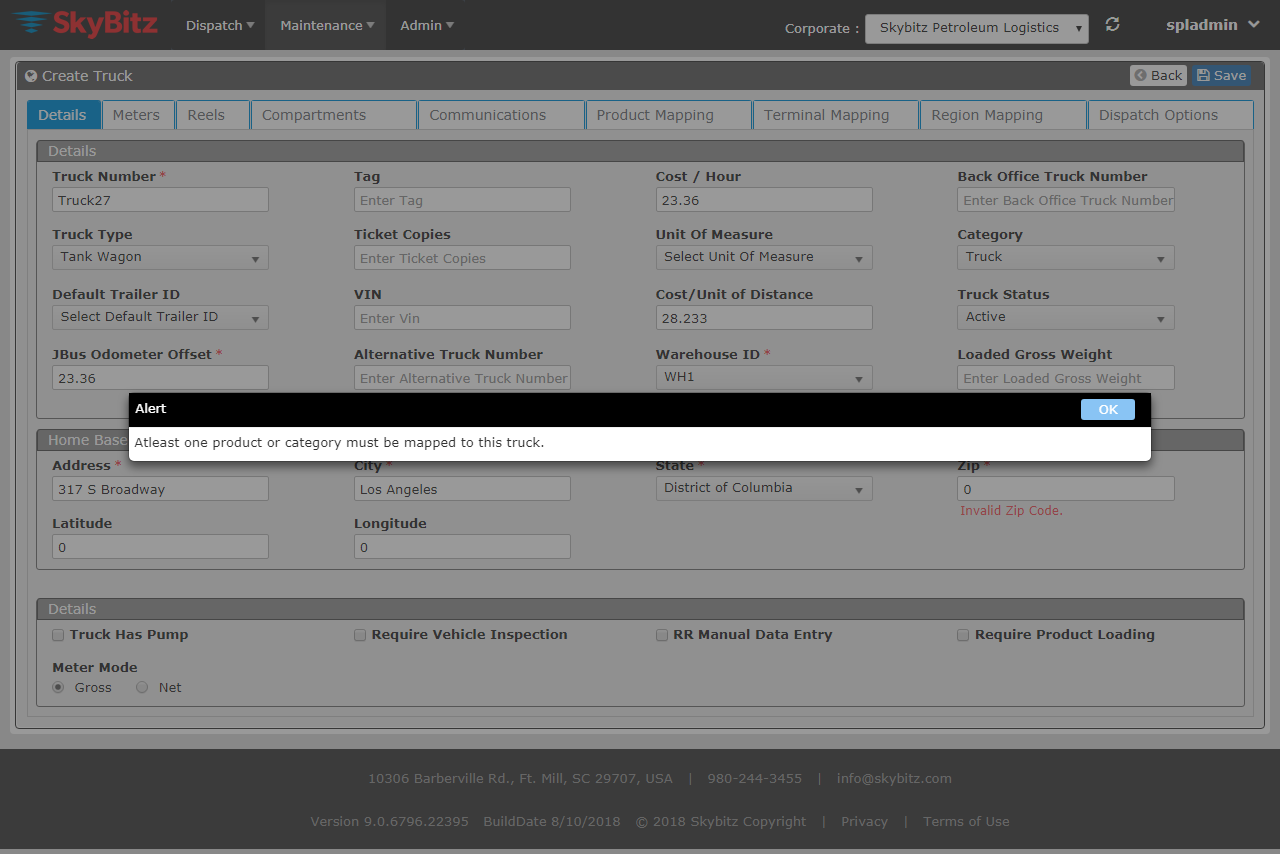 SkyBitz Dispatch Maintenance Admin Corporate : Skybitz Petroleum Logistics spladmin
Create Truck Back Save
Details Meters Reels Compartments Communications Product Mapping Terminal Mapping Region Mapping Dispatch Options
Details
Truck Number * Tag Cost / Hour Back Office Truck Number
Truck27 Enter Tag 23.36 Enter Back Office Truck Number
Truck Type Ticket Copies Unit Of Measure Category
Tank Wagon Enter Ticket Copies Select Unit Of Measure Truck
Default Trailer ID VIN Cost/Unit of Distance Truck Status
Select Default Trailer ID Enter Vin 28.233 Active
JBus Odometer Offset * Alternative Truck Number Warehouse ID * Loaded Gross Weight
23.36 Enter Alternative Truck Number WH1 Enter Loaded Gross Weight
Alert OK
Atleast one product or category must be mapped to this truck.
Home Base
Address * City * State * Zip *
317 S Broadway Los Angeles District of Columbia 0
Invalid Zip Code.
Latitude Longitude
0 0
Details
Truck Has Pump Require Vehicle Inspection RR Manual Data Entry Require Product Loading
Meter Mode
Gross Net
10306 Barberville Rd., Ft. Mill, SC 29707, USA | 980-244-3455 | info@skybitz.com
Version 9.0.6796.22395 BuildDate 8/10/2018 © 2018 Skybitz Copyright | Privacy | Terms of Use